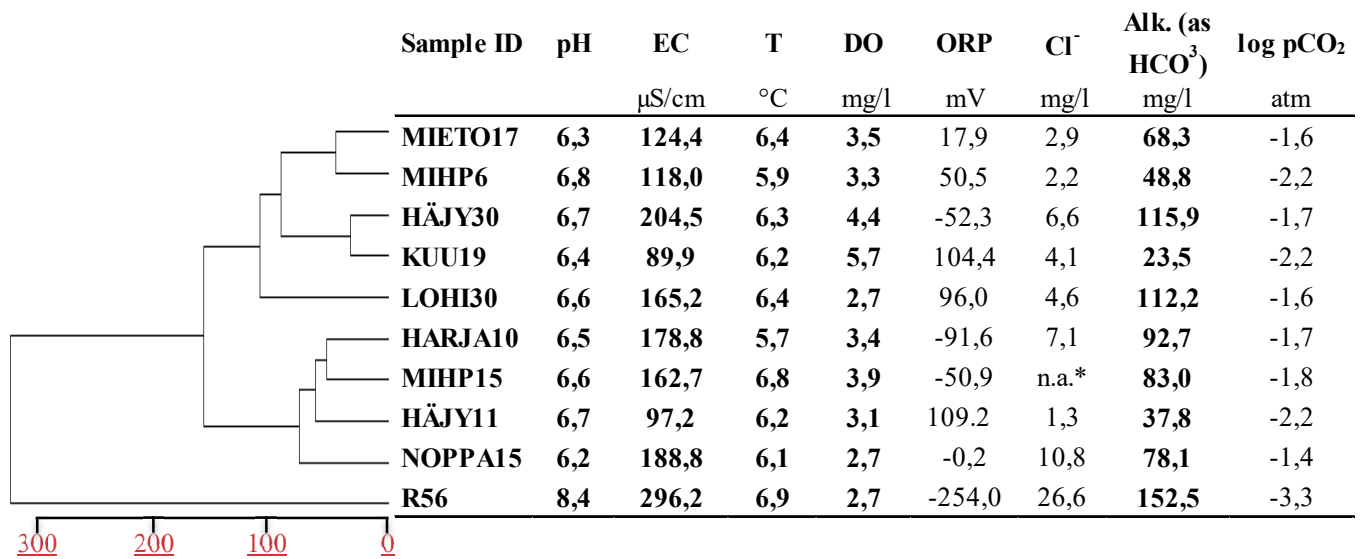 Sample ID pH EC T DO ORP Cl⁻ Alk. (as HCO³) log pCO₂
µS/cm °C mg/l mV mg/l mg/l atm
MIETO17 6,3 124,4 6,4 3,5 17,9 2,9 68,3 -1,6
MIHP6 6,8 118,0 5,9 3,3 50,5 2,2 48,8 -2,2
HÄJY30 6,7 204,5 6,3 4,4 -52,3 6,6 115,9 -1,7
KUU19 6,4 89,9 6,2 5,7 104,4 4,1 23,5 -2,2
LOHI30 6,6 165,2 6,4 2,7 96,0 4,6 112,2 -1,6
HARJA10 6,5 178,8 5,7 3,4 -91,6 7,1 92,7 -1,7
MIHP15 6,6 162,7 6,8 3,9 -50,9 n.a.* 83,0 -1,8
HÄJY11 6,7 97,2 6,2 3,1 109.2 1,3 37,8 -2,2
NOPPA15 6,2 188,8 6,1 2,7 -0,2 10,8 78,1 -1,4
R56 8,4 296,2 6,9 2,7 -254,0 26,6 152,5 -3,3
300 200 100 0